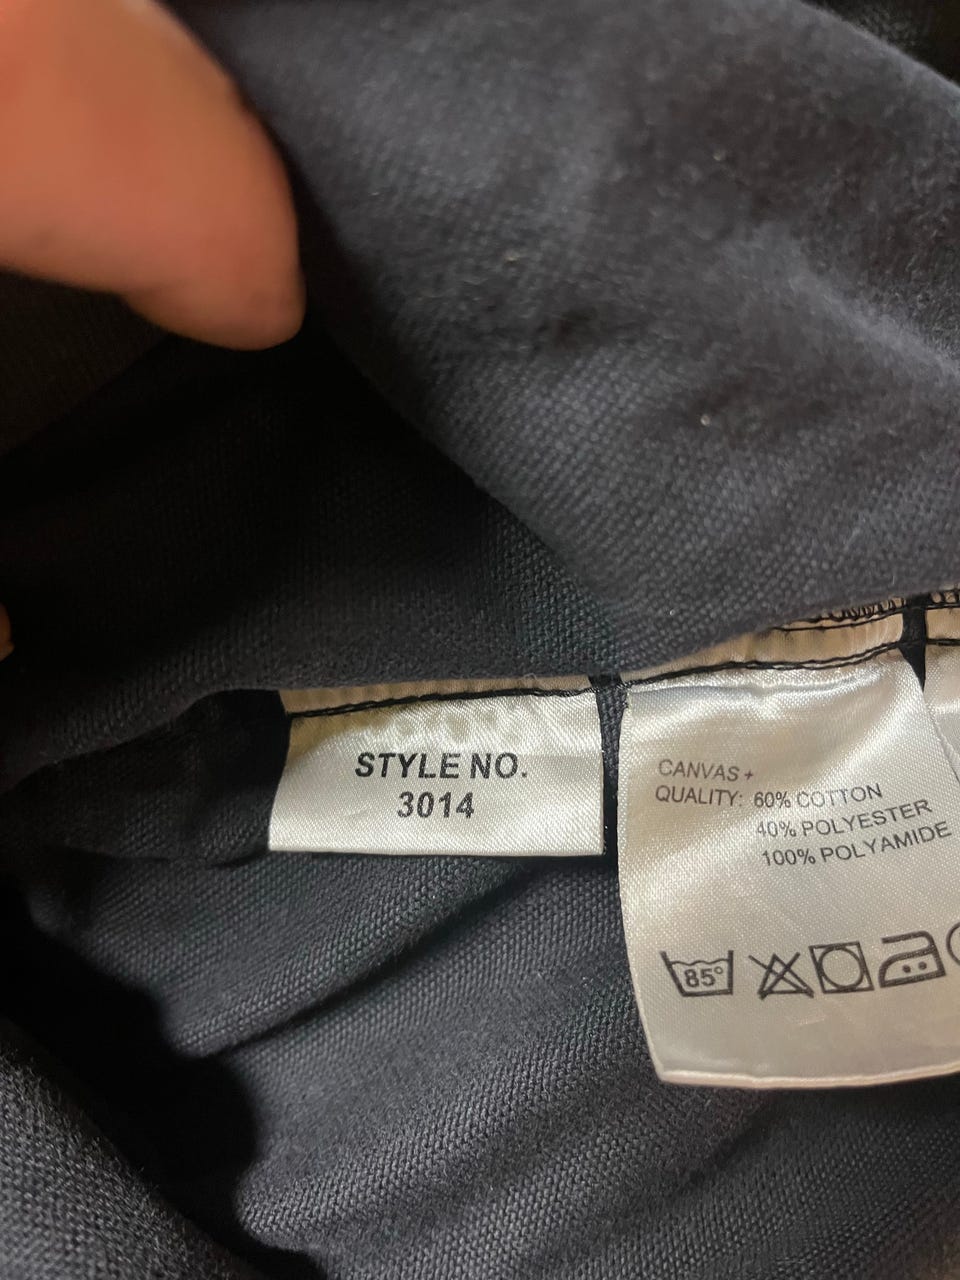 STYLE NO.
3014
CANVAS +
QUALITY: 60% COTTON
40% POLYESTER
100% POLYAMIDE
85°